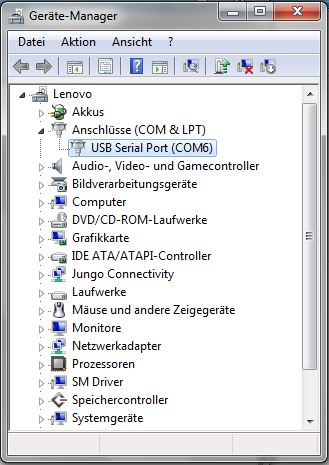 Geräte-Manager
Datei Aktion Ansicht ?
Lenovo
Akkus
Anschlüsse (COM & LPT)
USB Serial Port (COM6)
Audio-, Video- und Gamecontroller
Bildverarbeitungsgeräte
Computer
DVD/CD-ROM-Laufwerke
Grafikkarte
IDE ATA/ATAPI-Controller
Jungo Connectivity
Laufwerke
Mäuse und andere Zeigegeräte
Monitore
Netzwerkadapter
Prozessoren
SM Driver
Speichercontroller
Systemgeräte